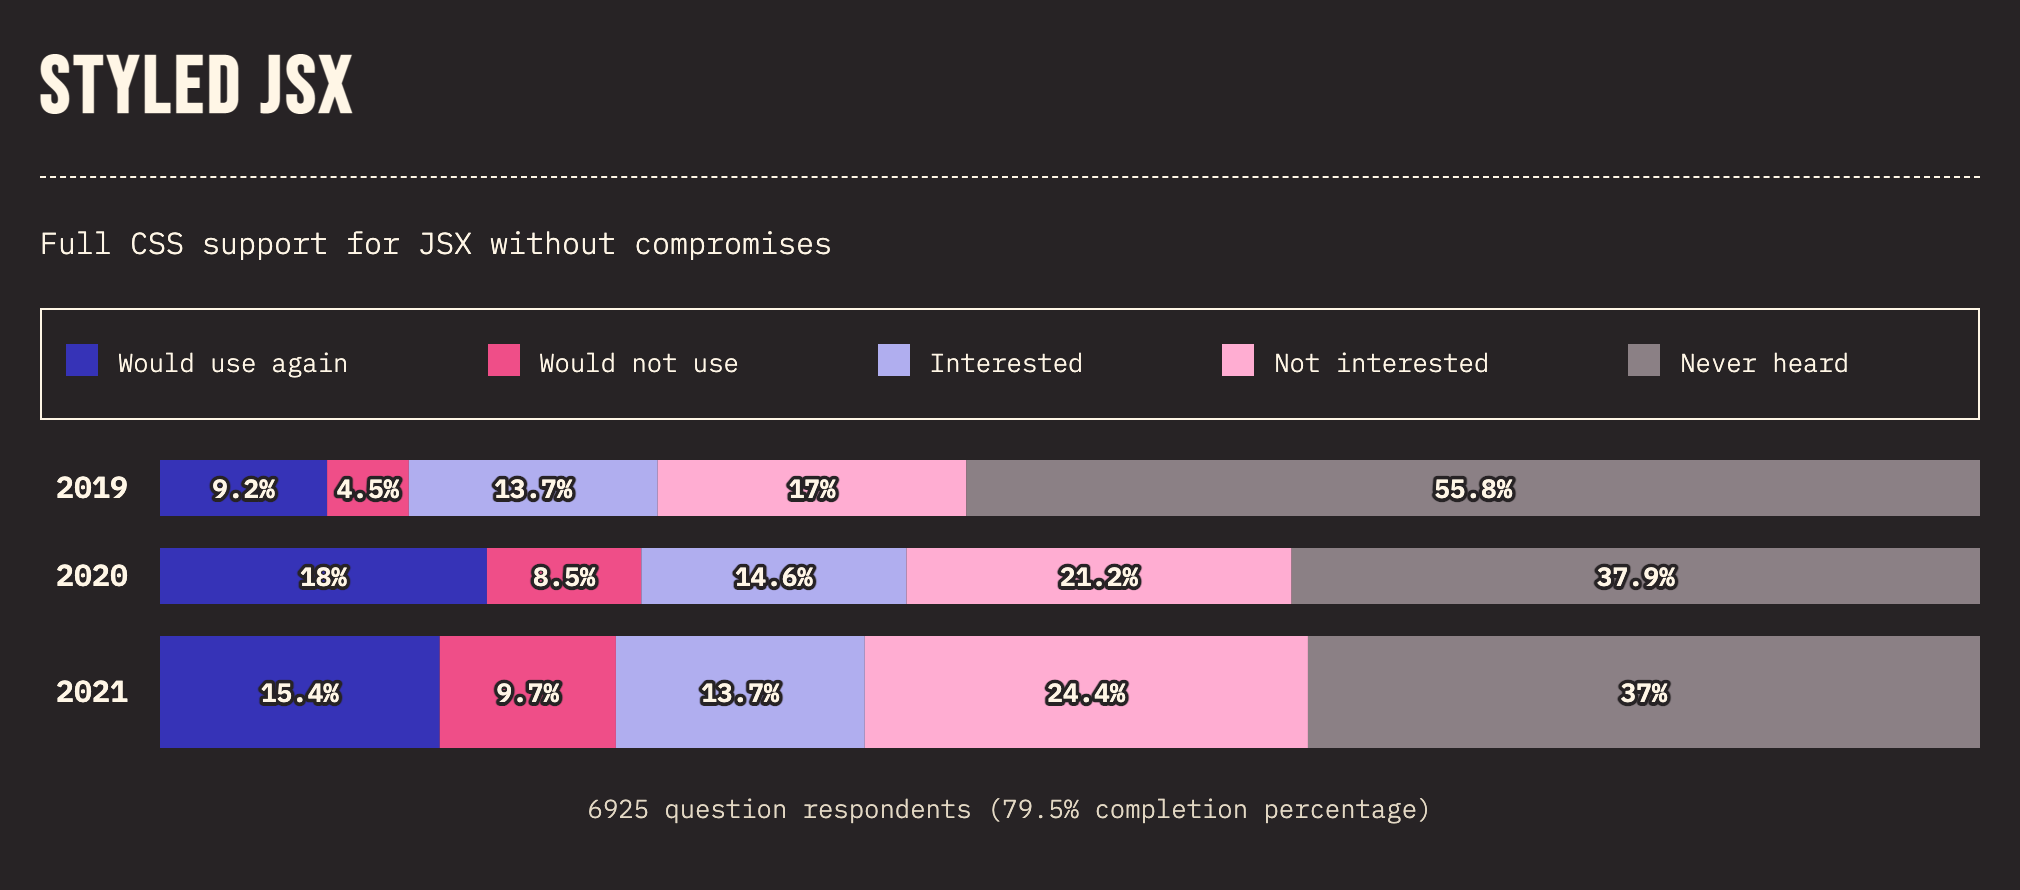 STYLED JSX
Full CSS support for JSX without compromises
Would use again Would not use Interested Not interested Never heard
2019 9.2% 4.5% 13.7% 17% 55.8%
2020 18% 8.5% 14.6% 21.2% 37.9%
2021 15.4% 9.7% 13.7% 24.4% 37%
6925 question respondents (79.5% completion percentage)